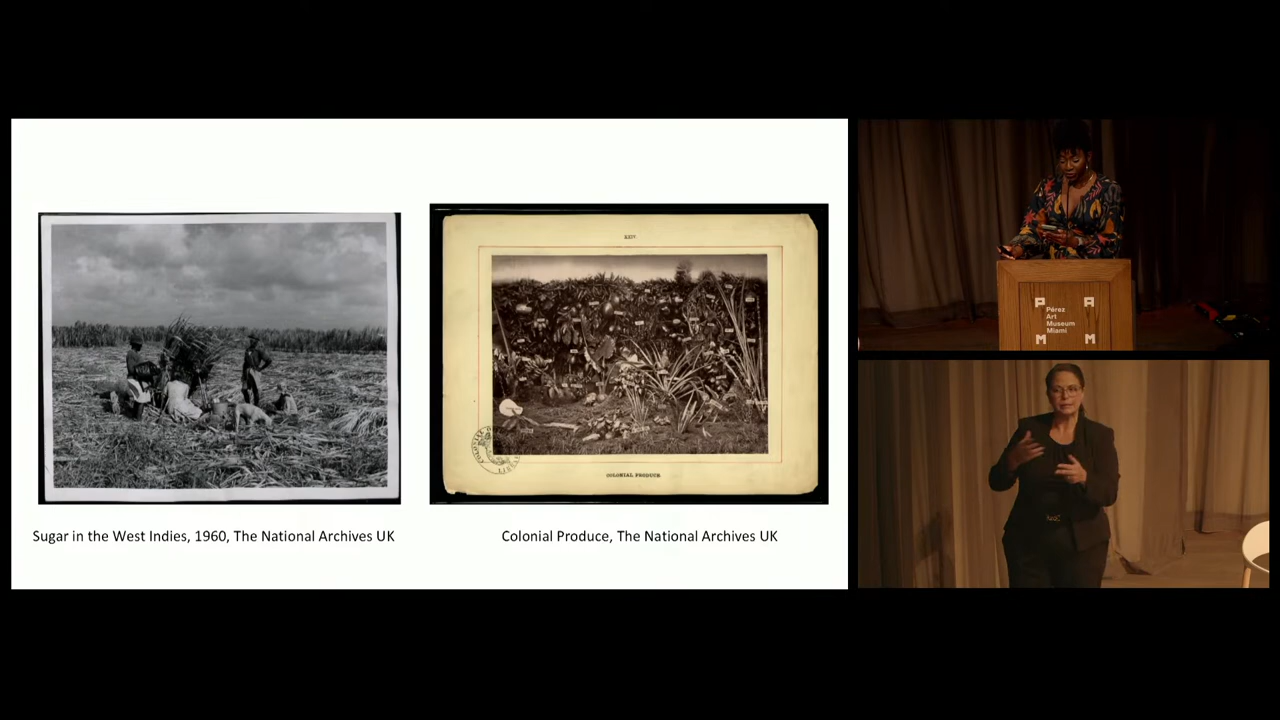 XXIV.
COLONIAL PRODUCE.
Sugar in the West Indies, 1960, The National Archives UK
Colonial Produce, The National Archives UK
P A
Pérez
Art
Museum
Miami
M M